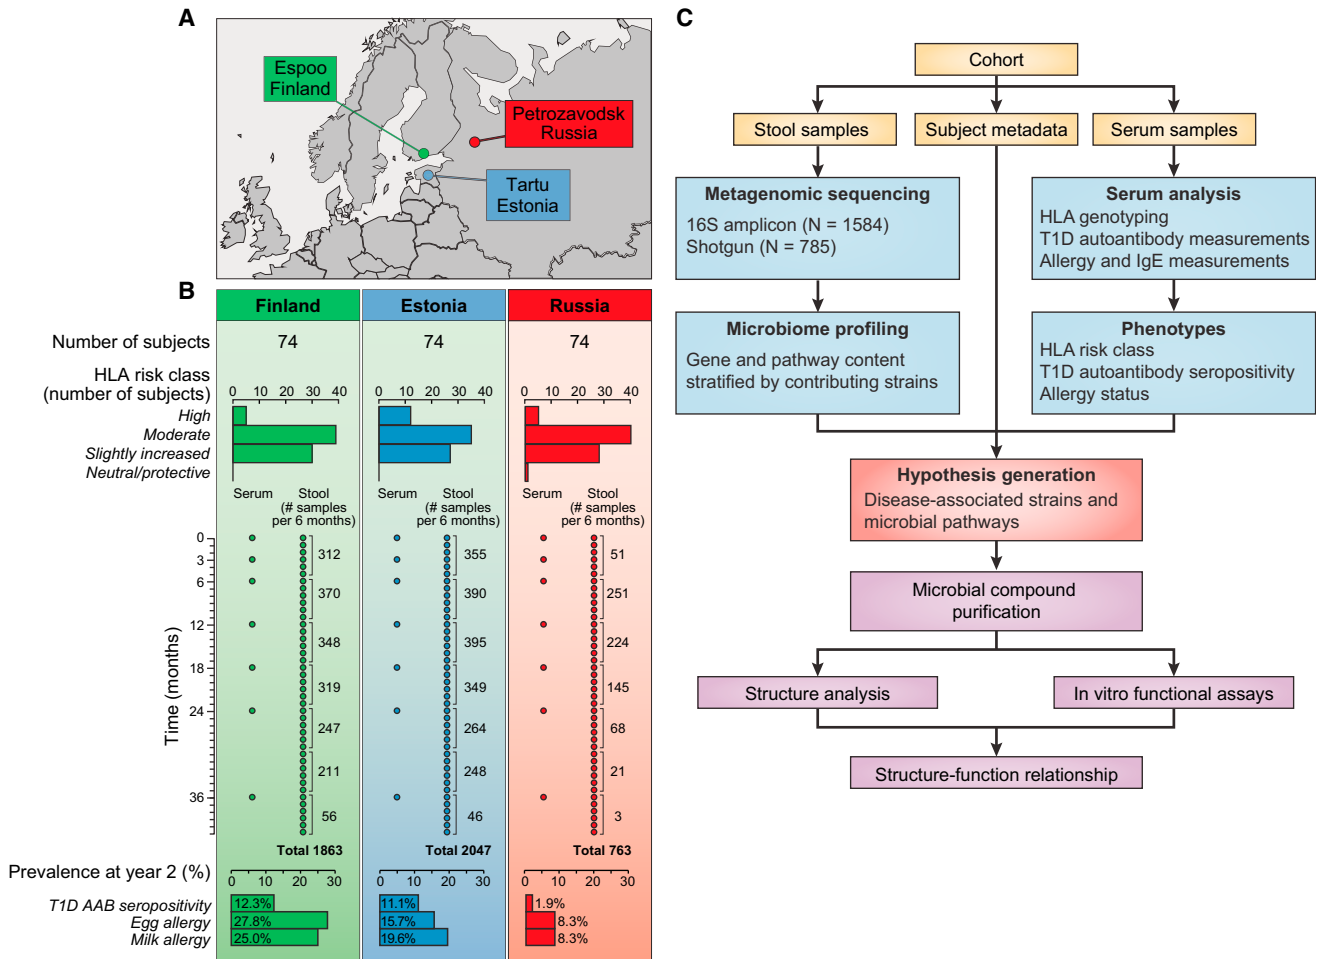 A
Espoo
Finland
Petrozavodsk
Russia
Tartu
Estonia
B
Finland
Estonia
Russia
Number of subjects
74
74
74
HLA risk class
(number of subjects)
0 10 20 30 40
0 10 20 30 40
0 10 20 30 40
High
Moderate
Slightly increased
Neutral/protective
Serum
Stool
(# samples
per 6 months)
Serum
Stool
(# samples
per 6 months)
Serum
Stool
(# samples
per 6 months)
Time (months)
0
3
6
12
18
24
36
312
370
348
319
247
211
56
355
390
395
349
264
248
46
51
251
224
145
68
21
3
Total 1863
Total 2047
Total 763
Prevalence at year 2 (%)
0 10 20 30
0 10 20 30
0 10 20 30
T1D AAB seropositivity
12.3%
11.1%
1.9%
Egg allergy
27.8%
15.7%
8.3%
Milk allergy
25.0%
19.6%
8.3%
C
Cohort
Stool samples
Subject metadata
Serum samples
Metagenomic sequencing
16S amplicon (N = 1584)
Shotgun (N = 785)
Serum analysis
HLA genotyping
T1D autoantibody measurements
Allergy and IgE measurements
Microbiome profiling
Gene and pathway content
stratified by contributing strains
Phenotypes
HLA risk class
T1D autoantibody seropositivity
Allergy status
Hypothesis generation
Disease-associated strains and
microbial pathways
Microbial compound
purification
Structure analysis
In vitro functional assays
Structure-function relationship